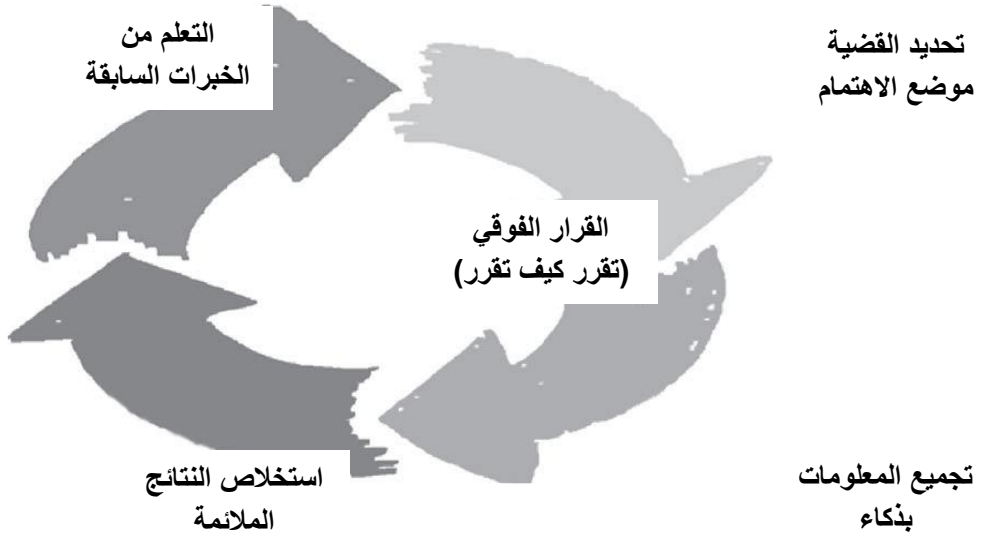 تحديد القضية
موضع الاهتمام
التعلم من
الخبرات السابقة
القرار الفوقي
(تقرر كيف تقرر)
تجميع المعلومات
بذكاء
استخلاص النتائج
الملائمة